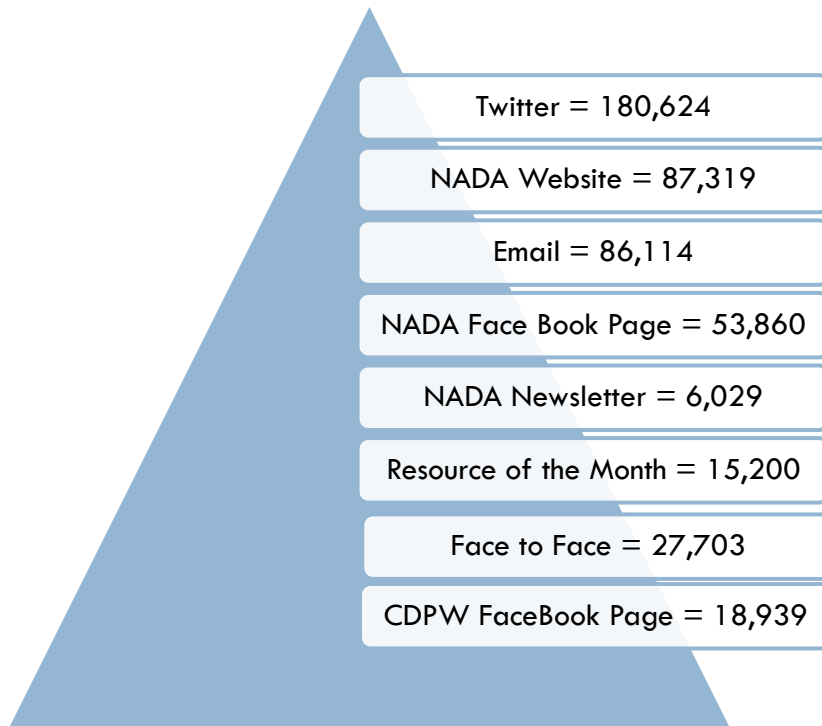 Twitter = 180,624
NADA Website = 87,319
Email = 86,114
NADA Face Book Page = 53,860
NADA Newsletter = 6,029
Resource of the Month = 15,200
Face to Face = 27,703
CDPW FaceBook Page = 18,939